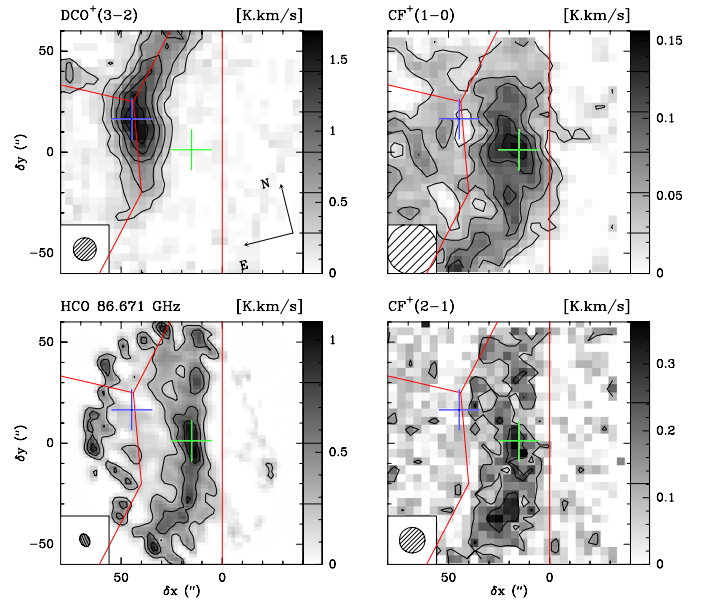 DCO⁺(3−2) [K.km/s]
CF⁺(1−0) [K.km/s]
50
0
−50
δy (″)
N
E
1.5
1
0.5
0
0.15
0.1
0.05
0
HCO 86.671 GHz [K.km/s]
CF⁺(2−1) [K.km/s]
50
0
−50
δy (″)
1
0.5
0
0.3
0.2
0.1
0
50 0
δx (″)
50 0
δx (″)